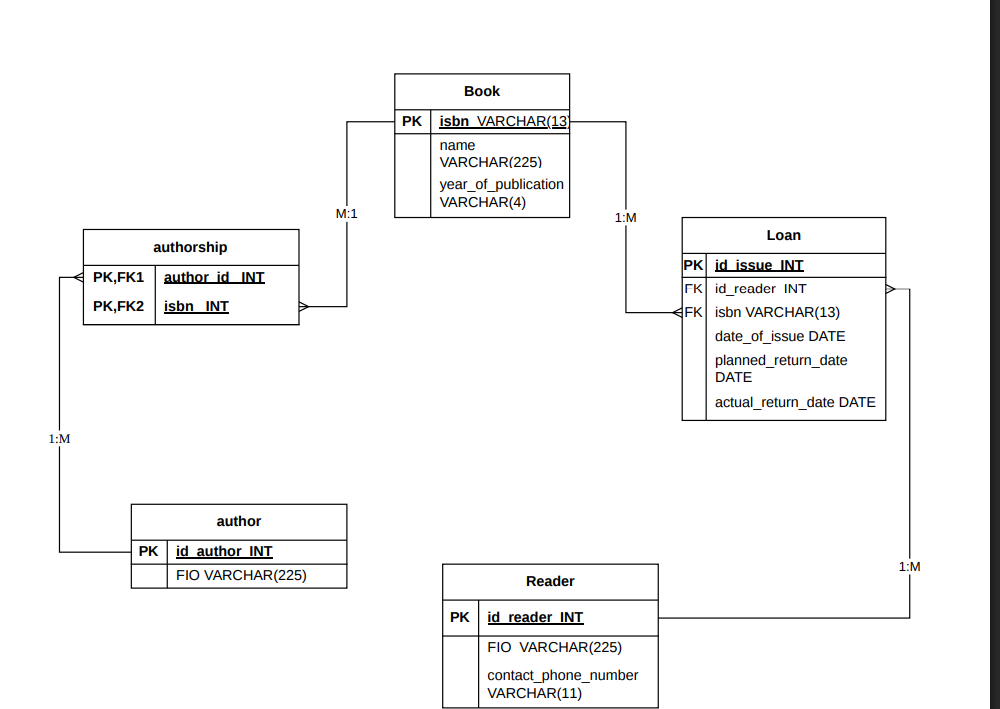 Book
PK isbn VARCHAR(13)
name
VARCHAR(225)
year_of_publication
VARCHAR(4)
M:1
1:M
authorship
PK,FK1 author_id INT
PK,FK2 isbn INT
Loan
PK id_issue INT
FK id_reader INT
FK isbn VARCHAR(13)
date_of_issue DATE
planned_return_date
DATE
actual_return_date DATE
1:M
author
PK id_author INT
FIO VARCHAR(225)
1:M
Reader
PK id_reader INT
FIO VARCHAR(225)
contact_phone_number
VARCHAR(11)